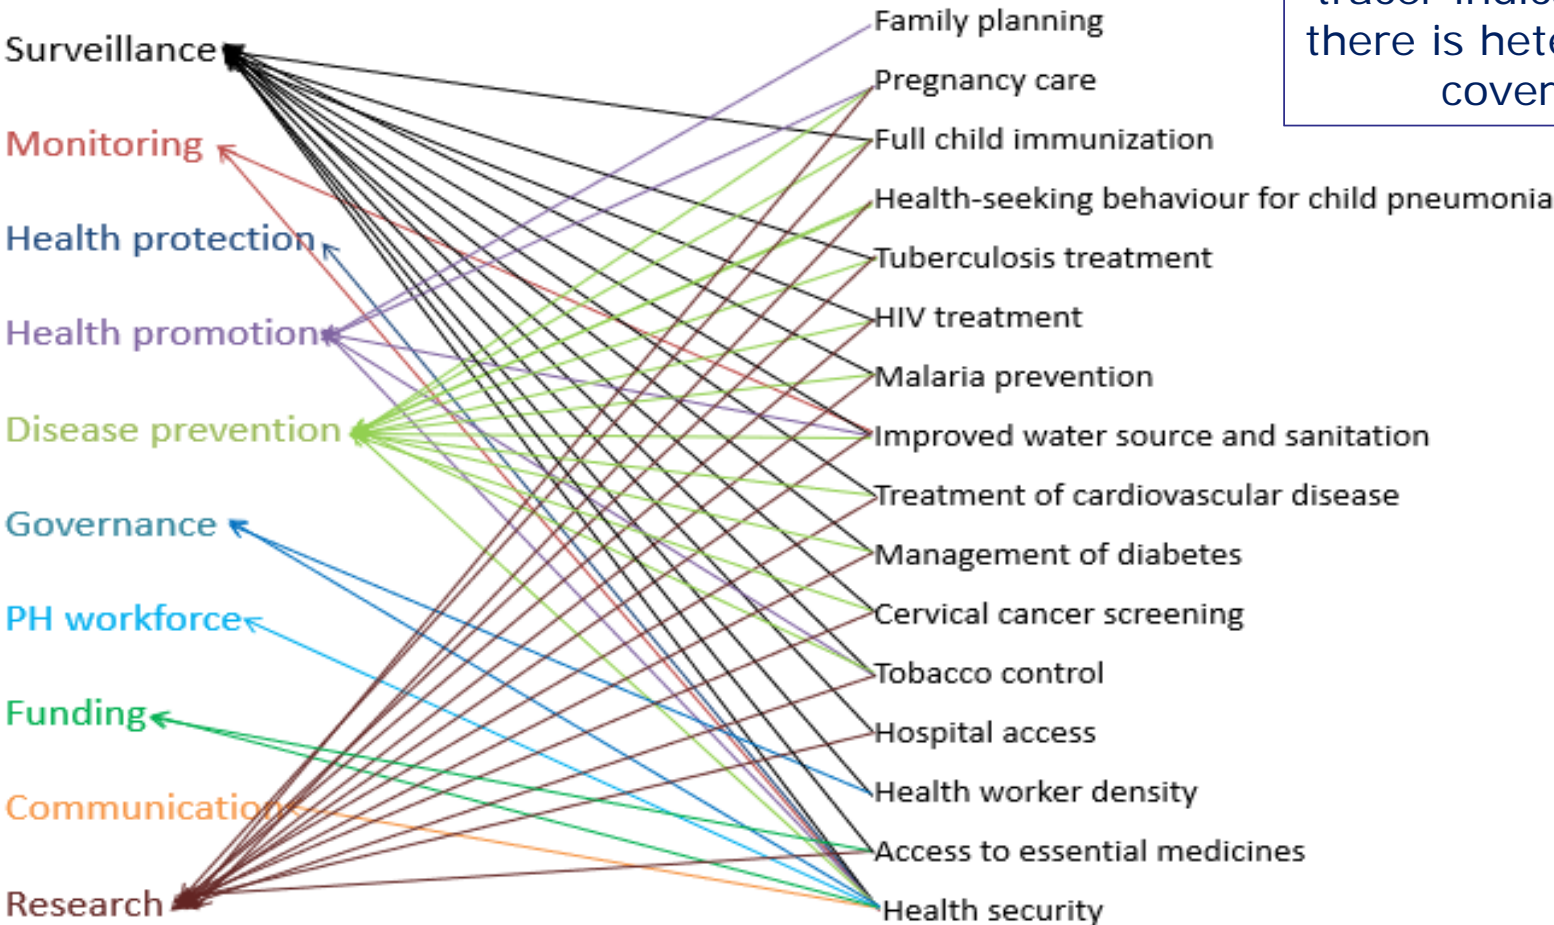 Surveillance
Monitoring
Health protection
Health promotion
Disease prevention
Governance
PH workforce
Funding
Communication
Research
Family planning
Pregnancy care
Full child immunization
Health-seeking behaviour for child pneumonia
Tuberculosis treatment
HIV treatment
Malaria prevention
Improved water source and sanitation
Treatment of cardiovascular disease
Management of diabetes
Cervical cancer screening
Tobacco control
Hospital access
Health worker density
Access to essential medicines
Health security
there is